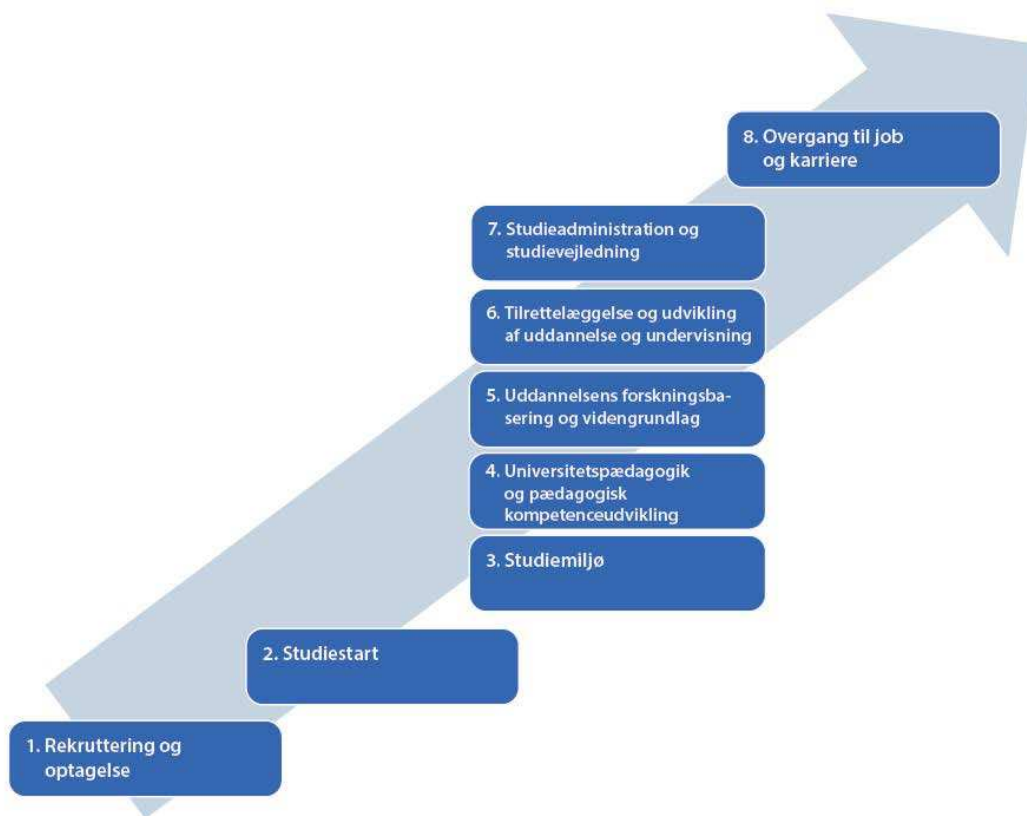 8. Overgang til job
og karriere
7. Studieadministration og
studievejledning
6. Tilrettelæggelse og udvikling
af uddannelse og undervisning
5. Uddannelsens forskningsba-
sering og videngrundlag
4. Universitetspædagogik
og pædagogisk
kompetenceudvikling
3. Studiemiljø
2. Studiestart
1. Rekruttering og
optagelse